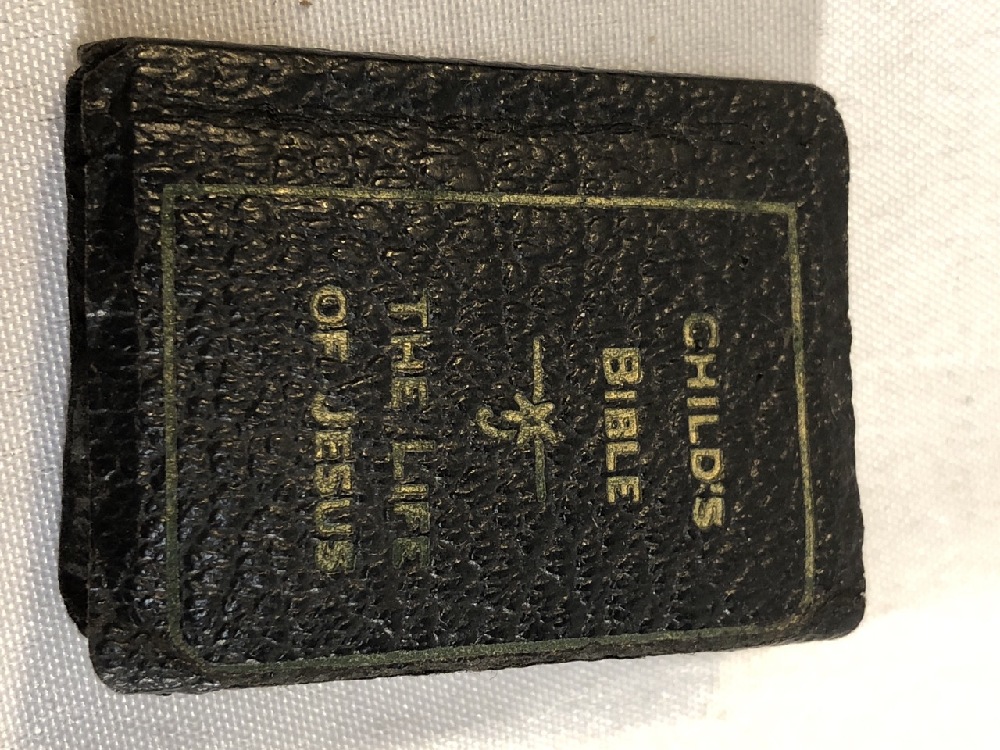 CHILD'S
BIBLE
THE LIFE
OF JESUS